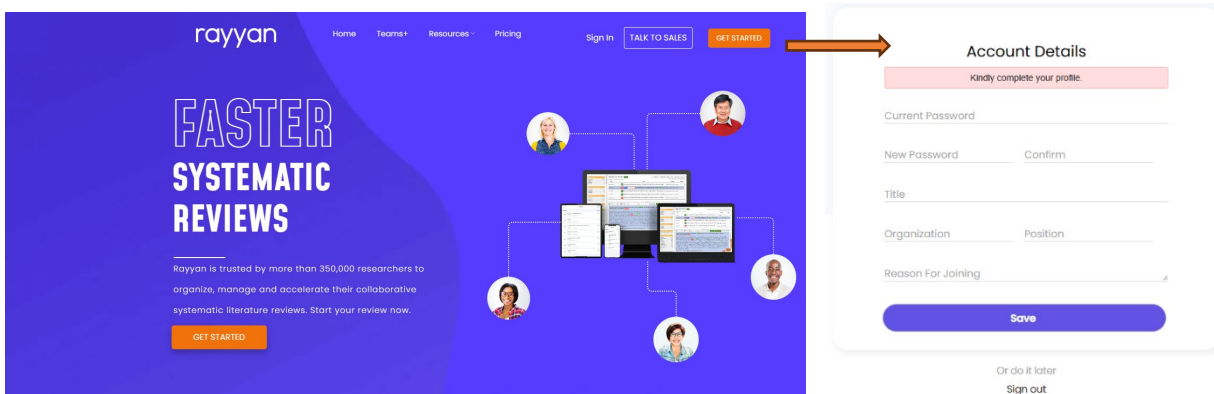 rayyan
Home Teams+ Resources Pricing
Sign In TALK TO SALES GET STARTED
FASTER
SYSTEMATIC
REVIEWS
Rayyan is trusted by more than 350,000 researchers to
organize, manage and accelerate their collaborative
systematic literature reviews. Start your review now.
GET STARTED
Account Details
Kindly complete your profile.
Current Password
New Password Confirm
Title
Organization Position
Reason For Joining
Save
Or do it later
Sign out